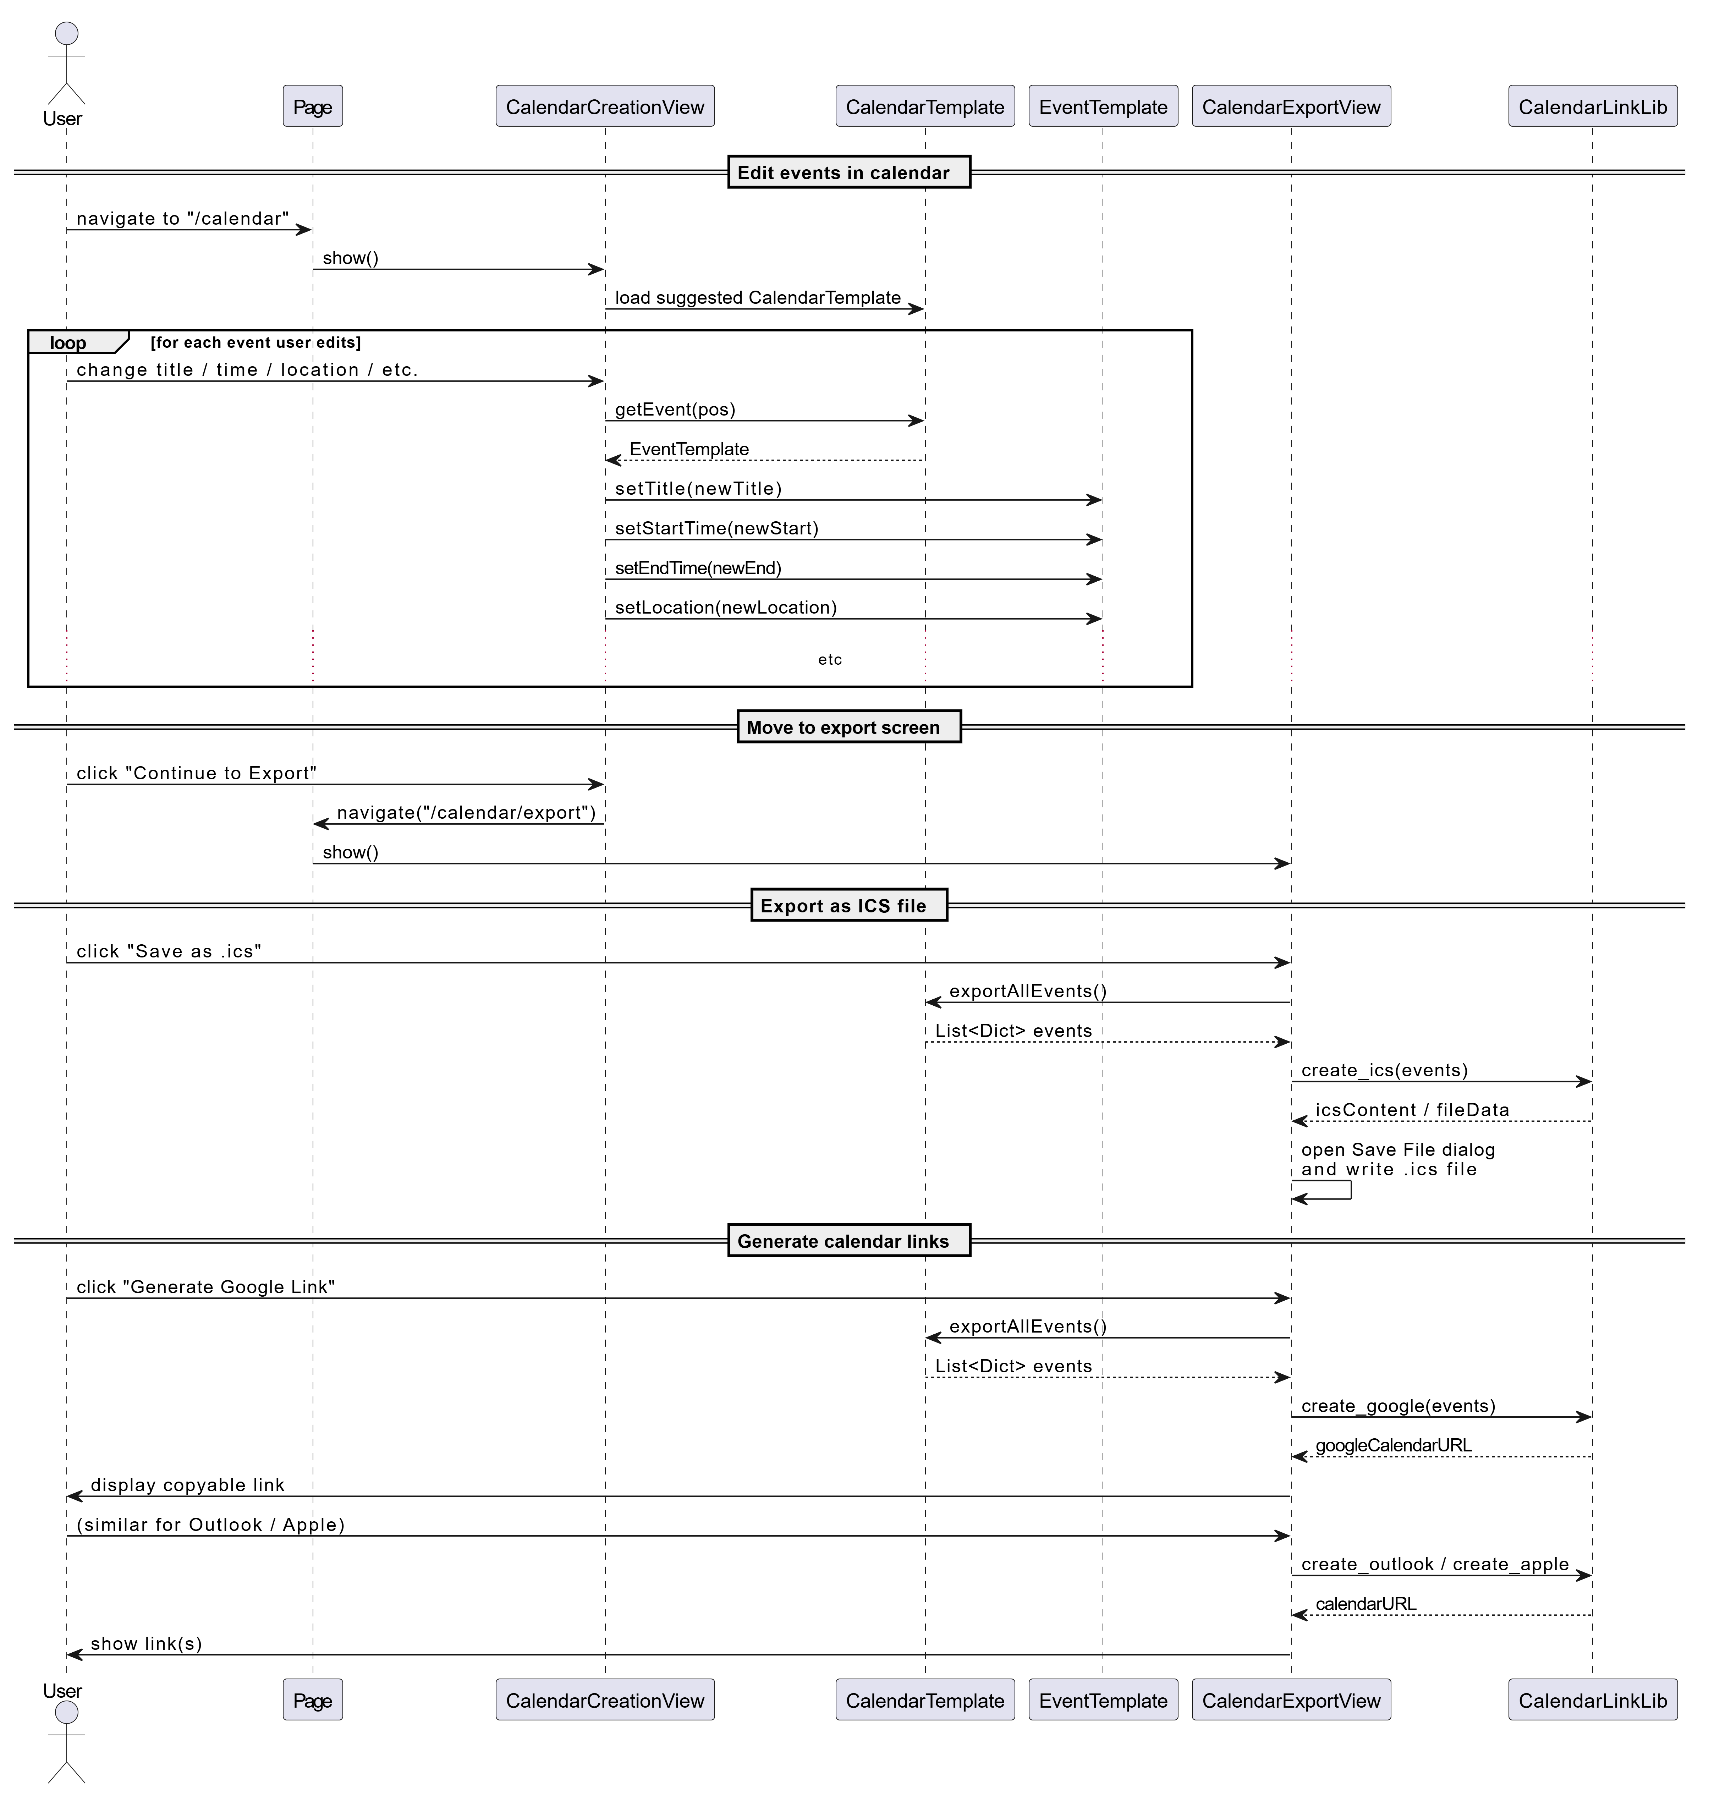 User
Page
CalendarCreationView
CalendarTemplate
EventTemplate
CalendarExportView
CalendarLinkLib
Edit events in calendar
navigate to "/calendar"
show()
load suggested CalendarTemplate
loop
[for each event user edits]
change title / time / location / etc.
getEvent(pos)
EventTemplate
setTitle(newTitle)
setStartTime(newStart)
setEndTime(newEnd)
setLocation(newLocation)
etc
Move to export screen
click "Continue to Export"
navigate("/calendar/export")
show()
Export as ICS file
click "Save as .ics"
exportAllEvents()
List<Dict> events
create_ics(events)
icsContent / fileData
open Save File dialog
and write .ics file
Generate calendar links
click "Generate Google Link"
exportAllEvents()
List<Dict> events
create_google(events)
googleCalendarURL
display copyable link
(similar for Outlook / Apple)
create_outlook / create_apple
calendarURL
show link(s)
User
Page
CalendarCreationView
CalendarTemplate
EventTemplate
CalendarExportView
CalendarLinkLib